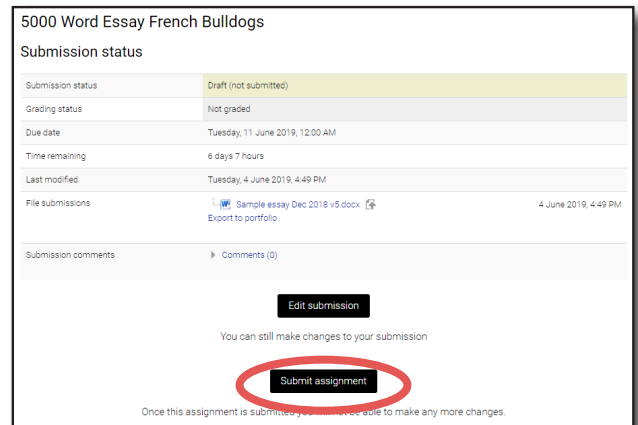 5000 Word Essay French Bulldogs
Submission status
Submission status Draft (not submitted)
Grading status Not graded
Due date Tuesday, 11 June 2019, 12:00 AM
Time remaining 6 days 7 hours
Last modified Tuesday, 4 June 2019, 4:49 PM
File submissions Sample essay Dec 2018 v5.docx 4 June 2019, 4:49 PM
Export to portfolio
Submission comments Comments (0)
Edit submission
You can still make changes to your submission
Submit assignment
Once this assignment is submitted you will not be able to make any more changes.